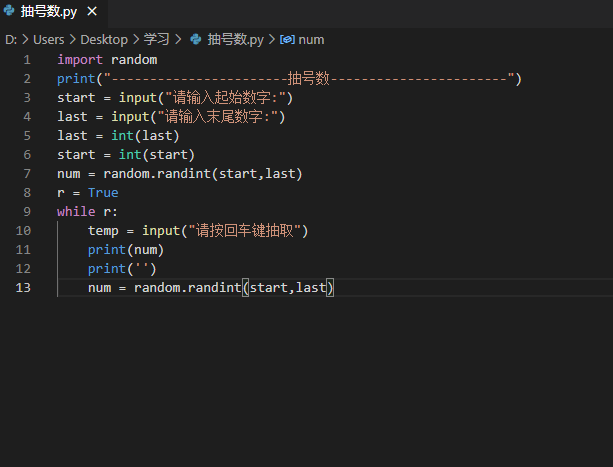 抽号数.py
D: > Users > Desktop > 学习 > 抽号数.py > num
1 import random
2 print("-----------------------抽号数-----------------------")
3 start = input("请输入起始数字:")
4 last = input("请输入末尾数字:")
5 last = int(last)
6 start = int(start)
7 num = random.randint(start,last)
8 r = True
9 while r:
10 temp = input("请按回车键抽取")
11 print(num)
12 print('')
13 num = random.randint(start,last)